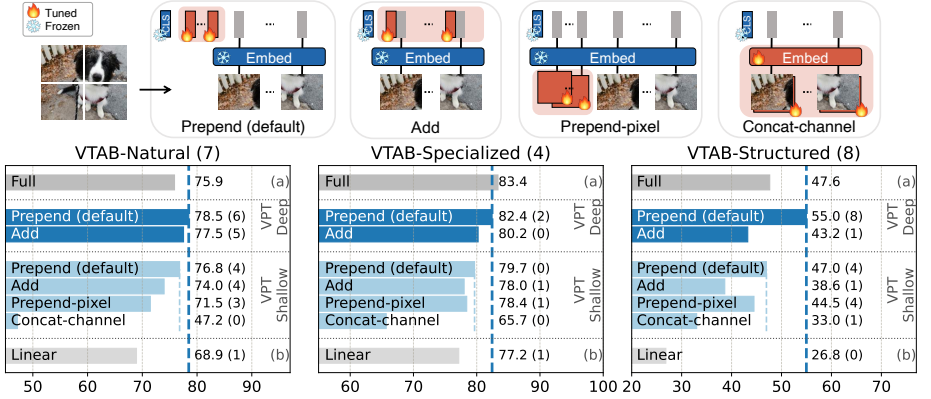 Tuned
Frozen
CLS
...
Embed
...
Prepend (default)
CLS
...
Embed
...
Add
CLS
...
Embed
...
Prepend-pixel
CLS
...
Embed
...
Concat-channel
VTAB-Natural (7)
Full 75.9 (a)
Prepend (default) 78.5 (6)
Add 77.5 (5)
VPT
Deep
Prepend (default) 76.8 (4)
Add 74.0 (4)
Prepend-pixel 71.5 (3)
Concat-channel 47.2 (0)
VPT
Shallow
Linear 68.9 (1) (b)
50 60 70 80 90
VTAB-Specialized (4)
Full 83.4 (a)
Prepend (default) 82.4 (2)
Add 80.2 (0)
VPT
Deep
Prepend (default) 79.7 (0)
Add 78.0 (1)
Prepend-pixel 78.4 (1)
Concat-channel 65.7 (0)
VPT
Shallow
Linear 77.2 (1) (b)
60 70 80 90 100
VTAB-Structured (8)
Full 47.6 (a)
Prepend (default) 55.0 (8)
Add 43.2 (1)
VPT
Deep
Prepend (default) 47.0 (4)
Add 38.6 (1)
Prepend-pixel 44.5 (4)
Concat-channel 33.0 (1)
VPT
Shallow
Linear 26.8 (0) (b)
20 30 40 50 60 70